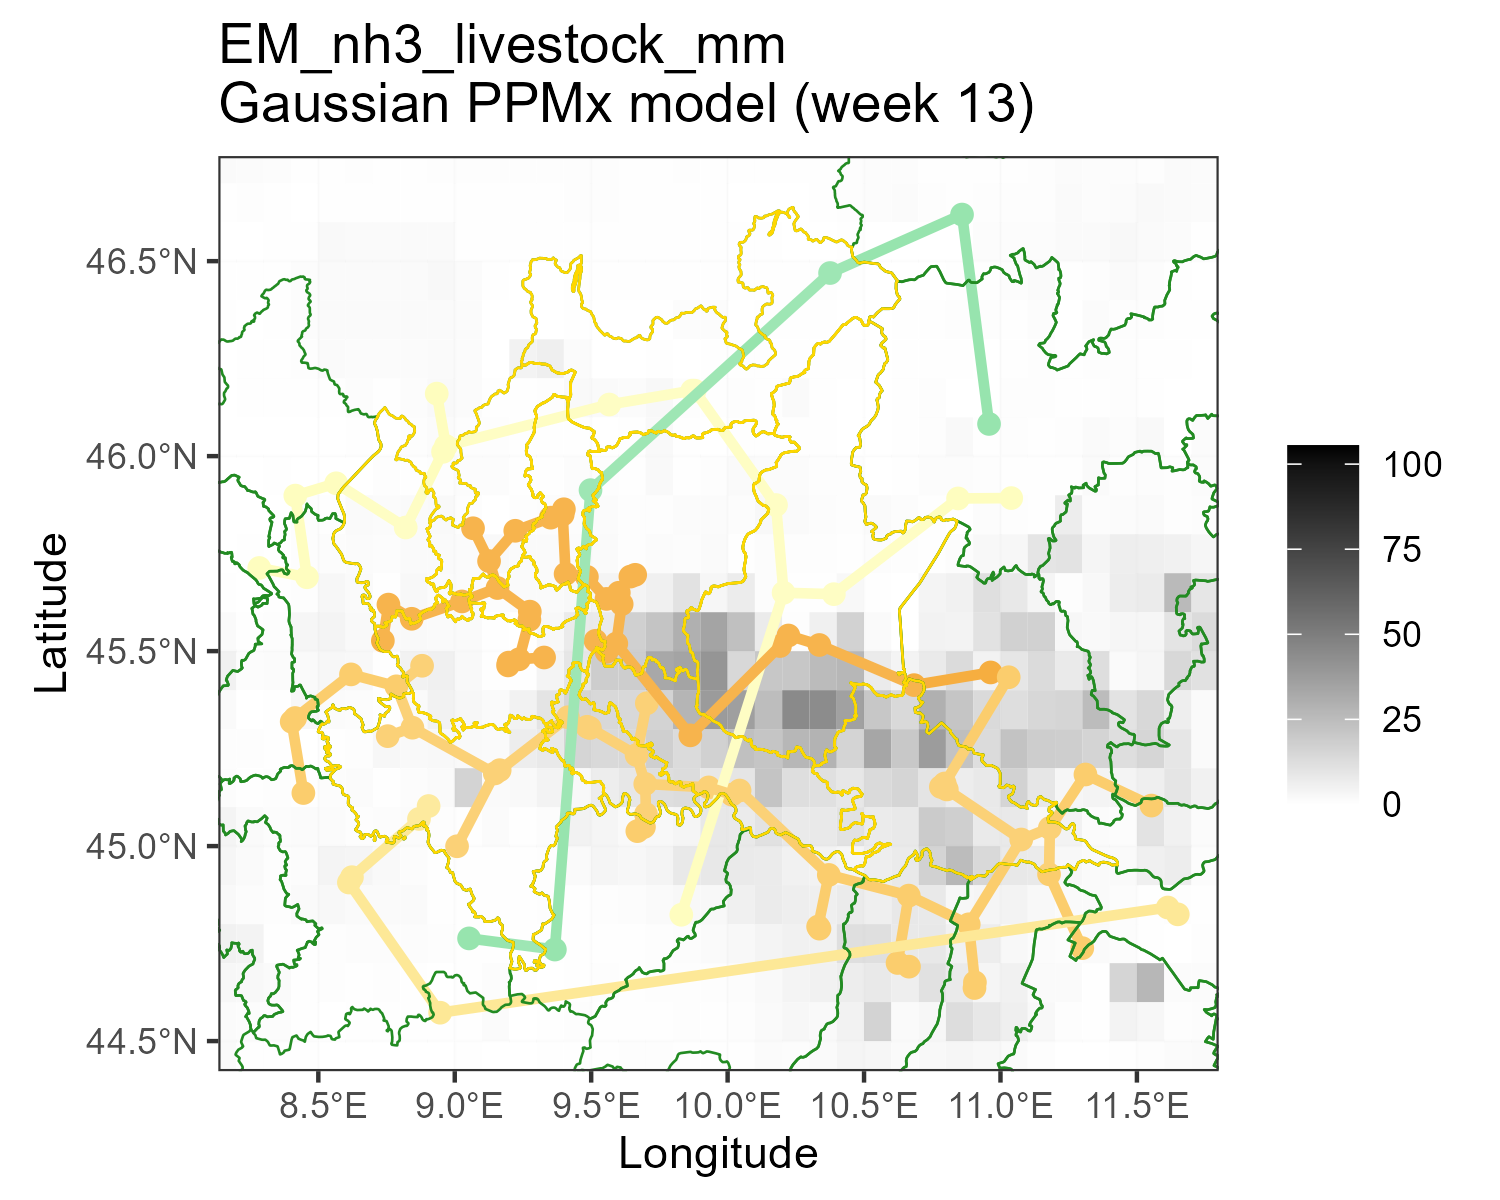 EM_nh3_livestock_mm
Gaussian PPMx model (week 13)
46.5°N
46.0°N
45.5°N
45.0°N
44.5°N
Latitude
8.5°E 9.0°E 9.5°E 10.0°E 10.5°E 11.0°E 11.5°E
Longitude
100
75
50
25
0